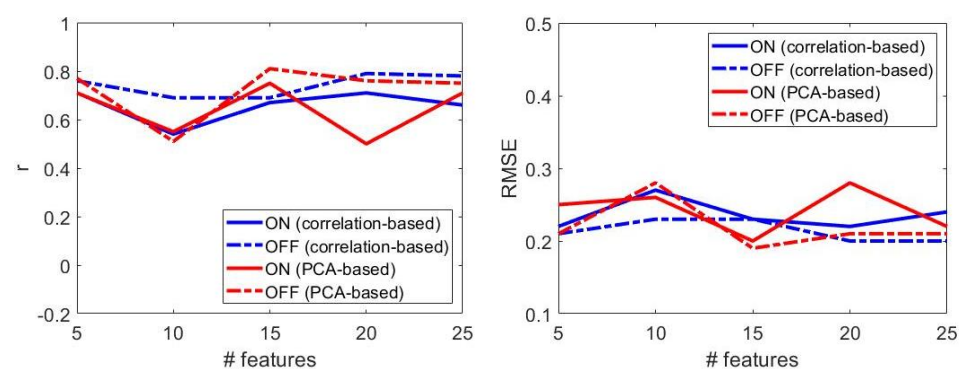 1
0.8
0.6
0.4
0.2
0
-0.2
r
5
10
15
20
25
# features
ON (correlation-based)
OFF (correlation-based)
ON (PCA-based)
OFF (PCA-based)
0.5
0.4
0.3
0.2
0.1
RMSE
5
10
15
20
25
# features
ON (correlation-based)
OFF (correlation-based)
ON (PCA-based)
OFF (PCA-based)